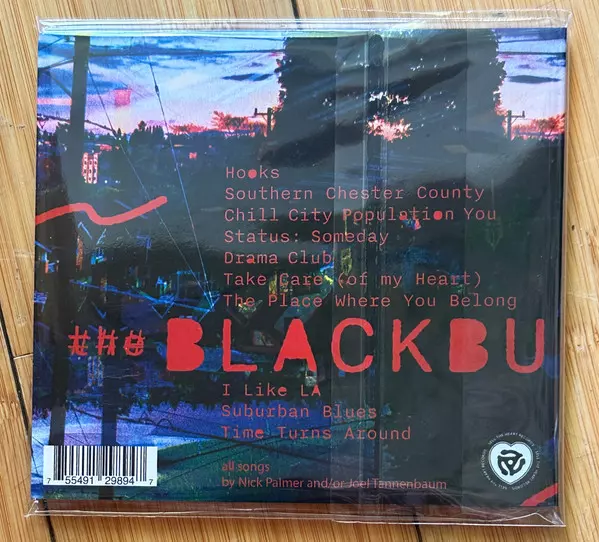 Hooks
Southern Chester County
Chill City Population You
Status: Someday
Drama Club
Take Care (of my Heart)
The Place Where You Belong
the BLACKBU
I Like LA
Suburban Blues
Time Turns Around
all songs
by Nick Palmer and/or Joel Tannenbaum
7 55491 29894 7